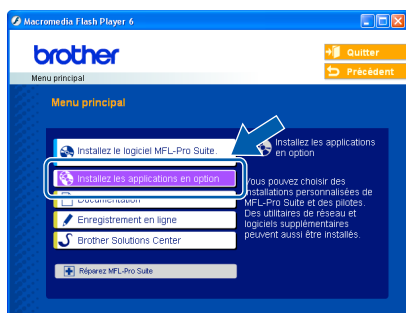 Macromedia Flash Player 6
brother
Quitter
Précédent
Menu principal
Menu principal
Installez le logiciel MFL-Pro Suite.
Installez les applications en option
Documentation
Enregistrement en ligne
Brother Solutions Center
Réparez MFL-Pro Suite
Installez les applications
en option
Vous pouvez choisir des
installations personnalisées de
MFL-Pro Suite et des pilotes.
Des utilitaires de réseau et
logiciels supplémentaires
peuvent aussi être installés.